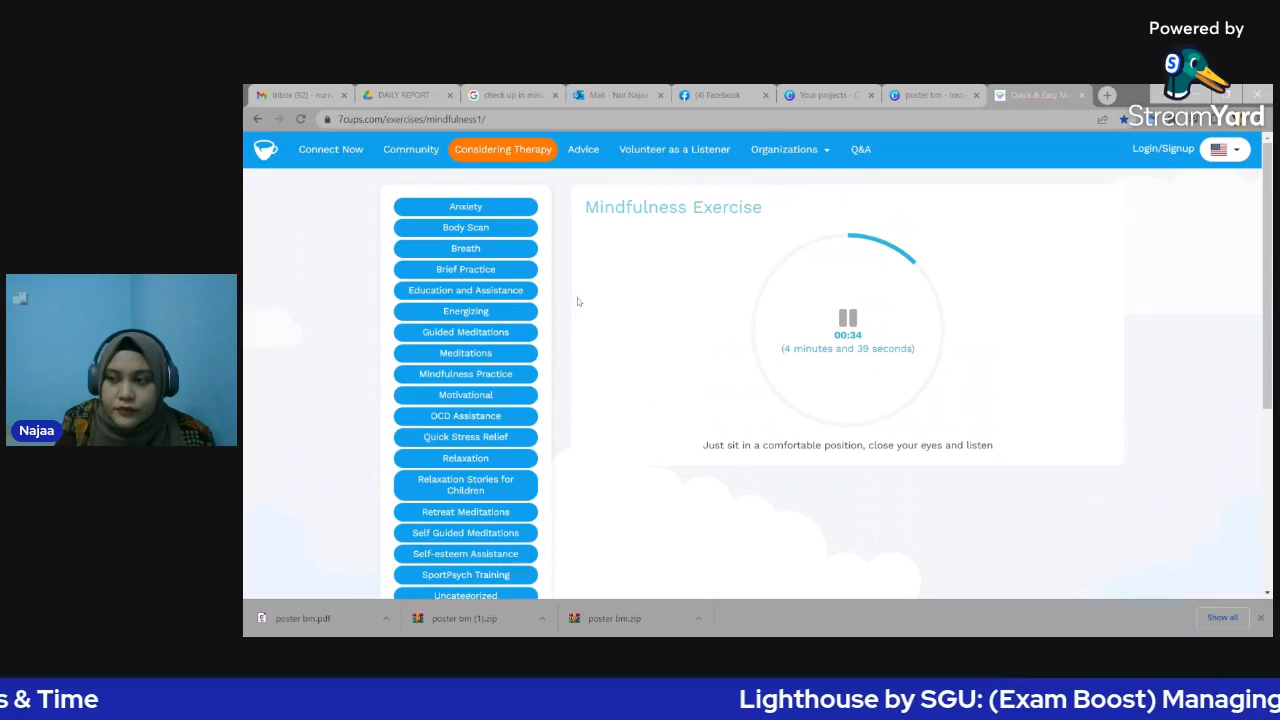 Powered by
StreamYard
Inbox (92) - nurn
DAILY REPORT -
check up in mala
Mail - Nur Najaa
(4) Facebook
Your projects - C
poster bm - Insta
Quick & Easy M
7cups.com/exercises/mindfulness1/
Connect Now
Community
Considering Therapy
Advice
Volunteer as a Listener
Organizations
Q&A
Login/Signup
Anxiety
Body Scan
Breath
Brief Practice
Education and Assistance
Energizing
Guided Meditations
Meditations
Mindfulness Practice
Motivational
OCD Assistance
Quick Stress Relief
Relaxation
Relaxation Stories for
Children
Retreat Meditations
Self Guided Meditations
Self-esteem Assistance
SportPsych Training
Uncategorized
Mindfulness Exercise
00:34
(4 minutes and 39 seconds)
Just sit in a comfortable position, close your eyes and listen
Najaa
poster bm.pdf
poster bm (1).zip
poster bm.zip
Show all
s & Time
Lighthouse by SGU: (Exam Boost) Managing